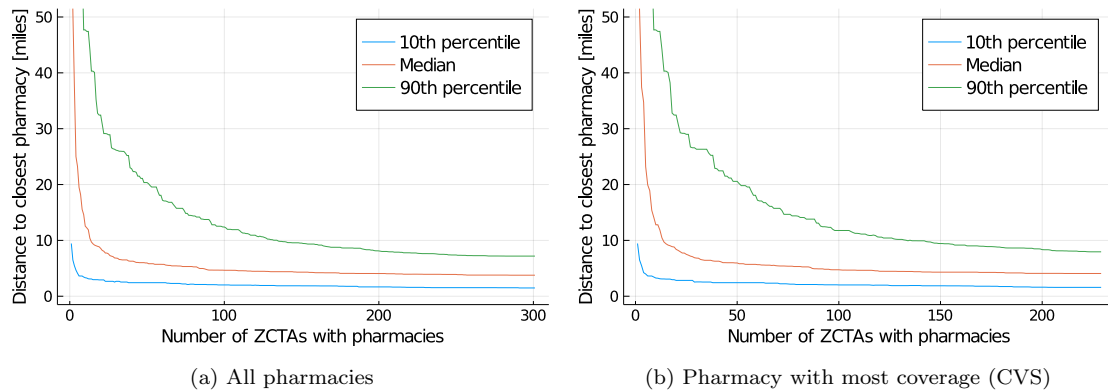 Distance to closest pharmacy [miles]
50
40
30
20
10
0
10th percentile
Median
90th percentile
0
100
200
300
Number of ZCTAs with pharmacies
(a) All pharmacies
Distance to closest pharmacy [miles]
50
40
30
20
10
0
10th percentile
Median
90th percentile
0
50
100
150
200
Number of ZCTAs with pharmacies
(b) Pharmacy with most coverage (CVS)